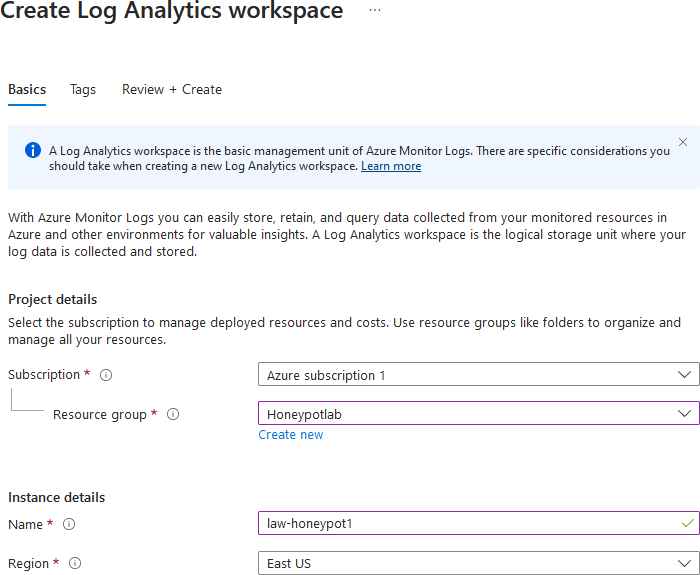 Create Log Analytics workspace ...
Basics Tags Review + Create
A Log Analytics workspace is the basic management unit of Azure Monitor Logs. There are specific considerations you
should take when creating a new Log Analytics workspace. Learn more
With Azure Monitor Logs you can easily store, retain, and query data collected from your monitored resources in
Azure and other environments for valuable insights. A Log Analytics workspace is the logical storage unit where your
log data is collected and stored.
Project details
Select the subscription to manage deployed resources and costs. Use resource groups like folders to organize and
manage all your resources.
Subscription * Azure subscription 1
Resource group * Honeypotlab
Create new
Instance details
Name * law-honeypot1
Region * East US